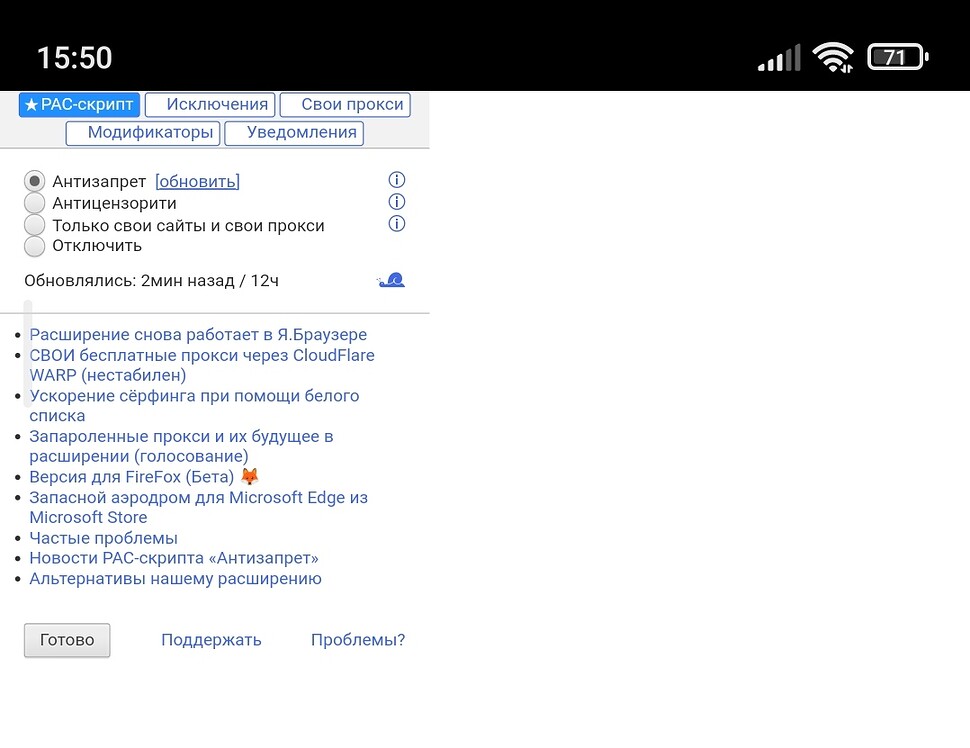 15:50
71
★ PAC-скрипт Исключения Свои прокси
Модификаторы Уведомления
Антизапрет [обновить]
Антицензорити
Только свои сайты и свои прокси
Отключить
Обновлялись: 2мин назад / 12ч
• Расширение снова работает в Я.Браузере
• СВОИ бесплатные прокси через CloudFlare
WARP (нестабилен)
• Ускорение сёрфинга при помощи белого
списка
• Запароленные прокси и их будущее в
расширении (голосование)
• Версия для FireFox (Бета) 🦊
• Запасной аэродром для Microsoft Edge из
Microsoft Store
• Частые проблемы
• Новости PAC-скрипта «Антизапрет»
• Альтернативы нашему расширению
Готово Поддержать Проблемы?